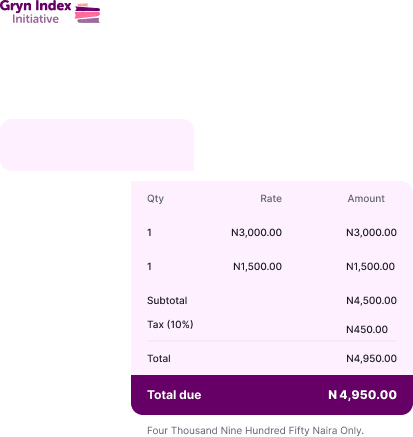 Gryn Index
Initiative
Qty Rate Amount
1 N3,000.00 N3,000.00
1 N1,500.00 N1,500.00
Subtotal N4,500.00
Tax (10%) N450.00
Total N4,950.00
Total due N 4,950.00
Four Thousand Nine Hundred Fifty Naira Only.